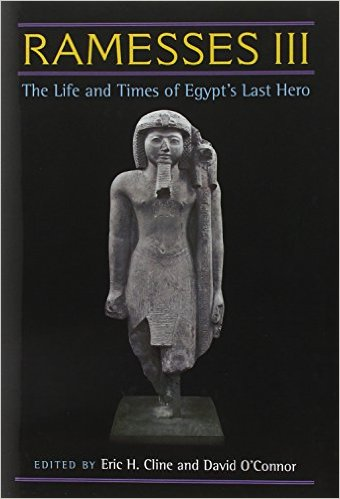 RAMESSES III
The Life and Times of Egypt's Last Hero
EDITED BY Eric H. Cline and David O'Connor